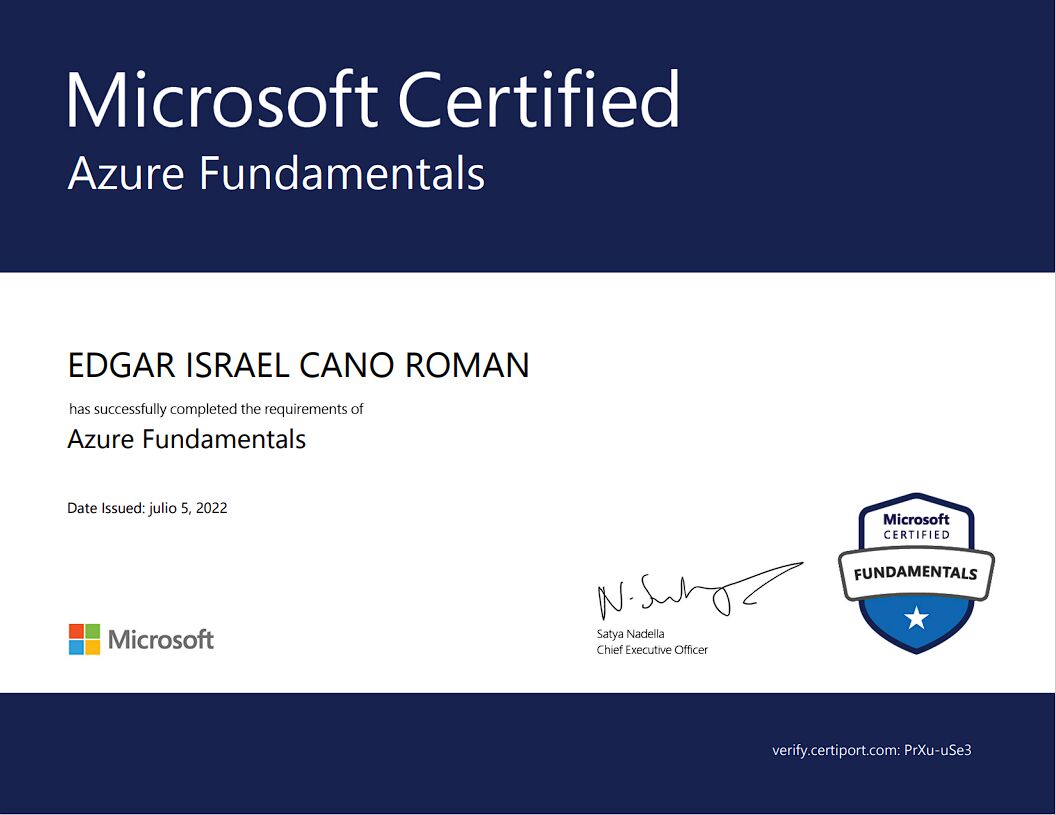 Microsoft Certified
Azure Fundamentals
EDGAR ISRAEL CANO ROMAN
has successfully completed the requirements of
Azure Fundamentals
Date Issued: julio 5, 2022
Microsoft
CERTIFIED
FUNDAMENTALS
Satya Nadella
Chief Executive Officer
Microsoft
verify.certiport.com: PrXu-uSe3